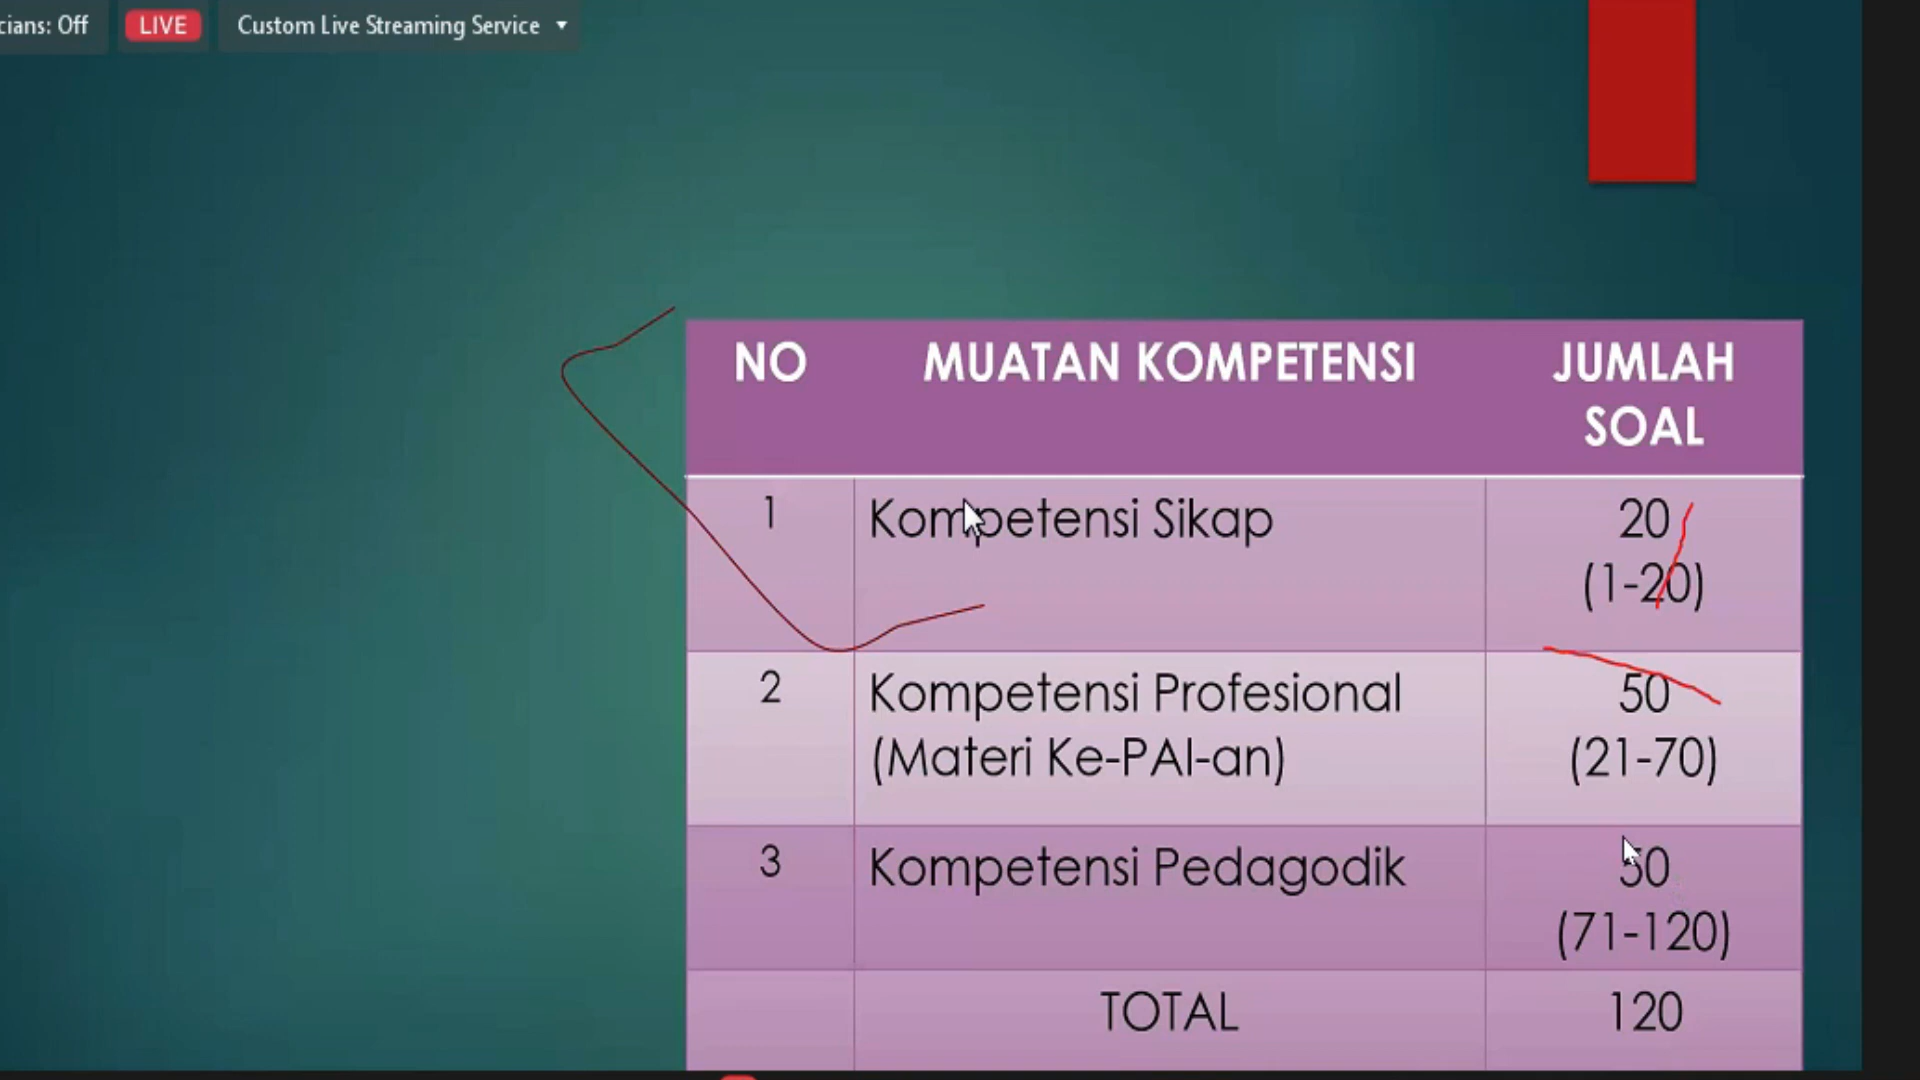 cians: Off LIVE Custom Live Streaming Service
NO MUATAN KOMPETENSI JUMLAH SOAL
1 Kompetensi Sikap 20
(1-20)
2 Kompetensi Profesional 50
(Materi Ke-PAI-an) (21-70)
3 Kompetensi Pedagodik 50
(71-120)
TOTAL 120